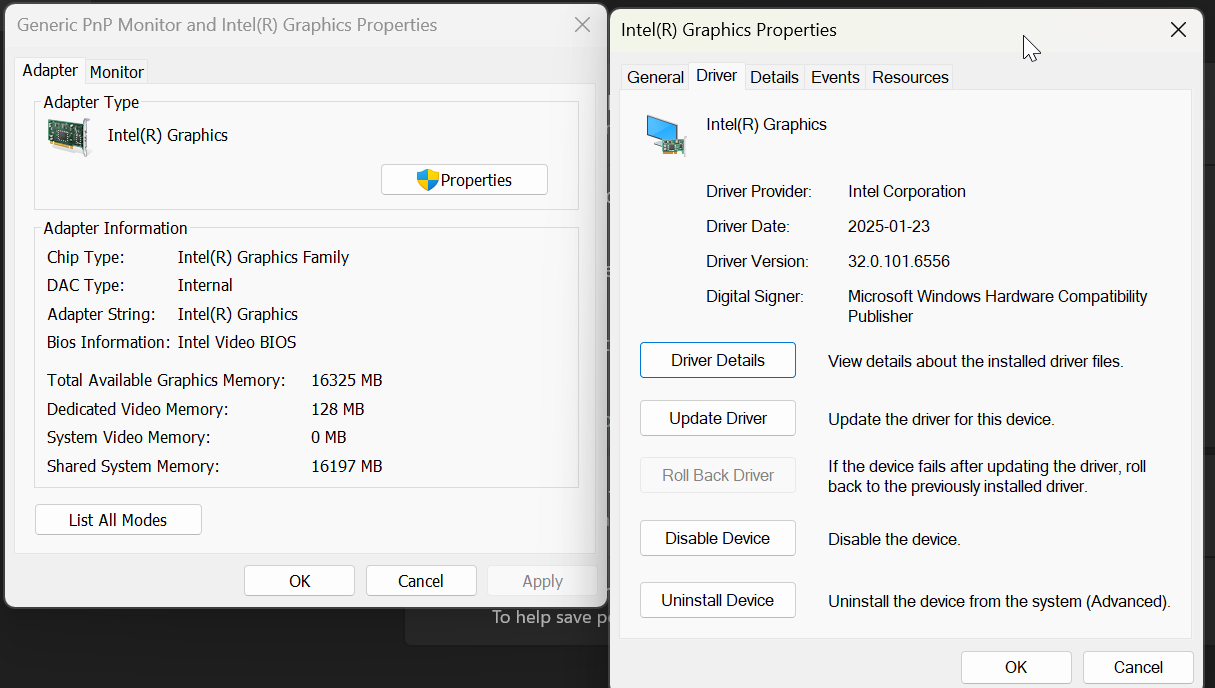 Generic PnP Monitor and Intel(R) Graphics Properties
Adapter
Monitor
Adapter Type
Intel(R) Graphics
Properties
Adapter Information
Chip Type: Intel(R) Graphics Family
DAC Type: Internal
Adapter String: Intel(R) Graphics
Bios Information: Intel Video BIOS
Total Available Graphics Memory: 16325 MB
Dedicated Video Memory: 128 MB
System Video Memory: 0 MB
Shared System Memory: 16197 MB
List All Modes
OK Cancel Apply
To help save
Intel(R) Graphics Properties
General Driver Details Events Resources
Intel(R) Graphics
Driver Provider: Intel Corporation
Driver Date: 2025-01-23
Driver Version: 32.0.101.6556
Digital Signer: Microsoft Windows Hardware Compatibility
Publisher
Driver Details View details about the installed driver files.
Update Driver Update the driver for this device.
Roll Back Driver If the device fails after updating the driver, roll
back to the previously installed driver.
Disable Device Disable the device.
Uninstall Device Uninstall the device from the system (Advanced).
OK Cancel